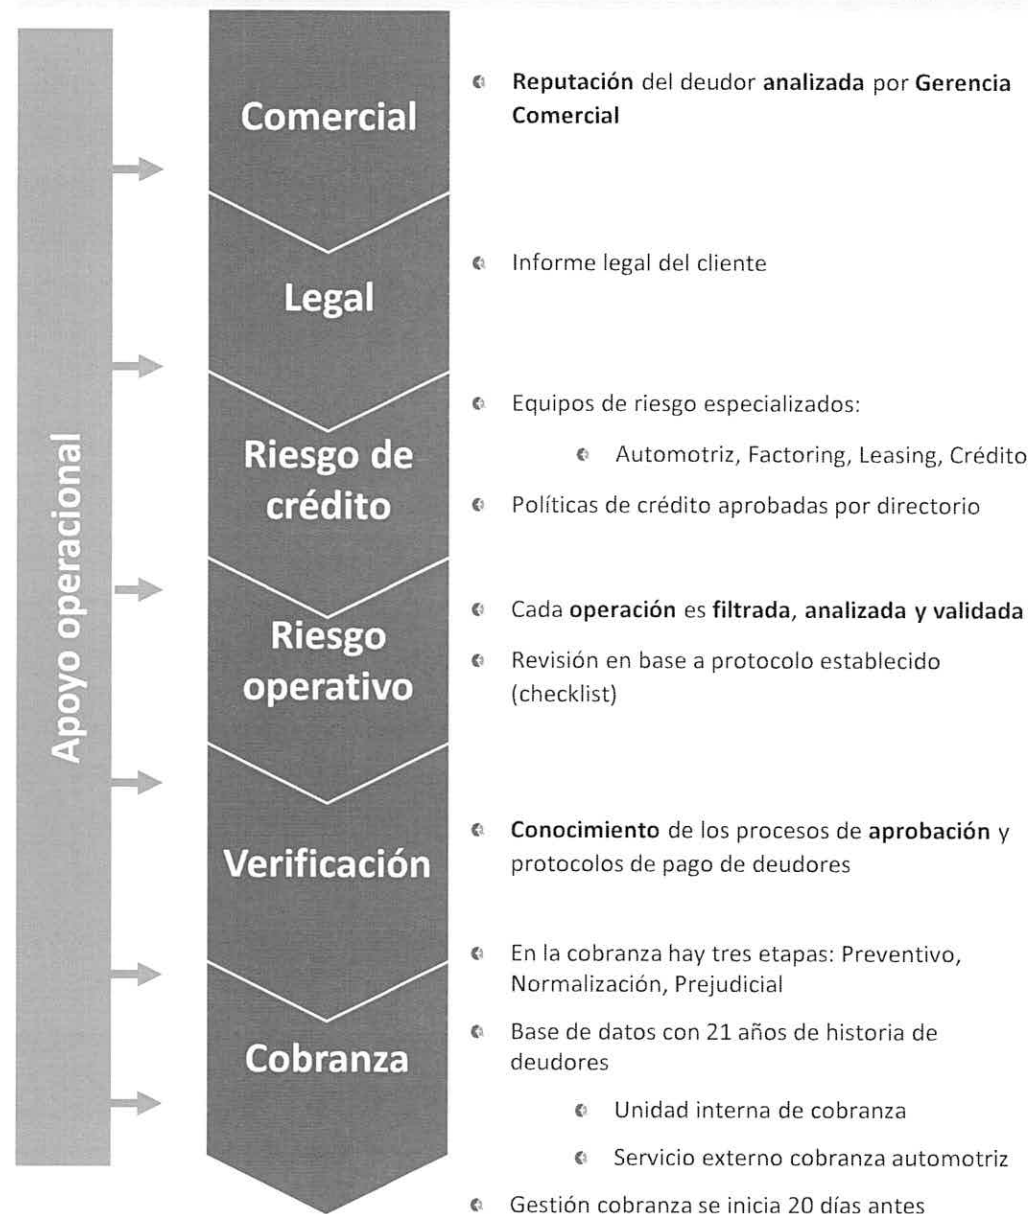 Apoyo operacional
Comercial
Reputación del deudor analizada por Gerencia
Comercial
Legal
Informe legal del cliente
Riesgo de
crédito
Equipos de riesgo especializados:
Automotriz, Factoring, Leasing, Crédito
Políticas de crédito aprobadas por directorio
Riesgo
operativo
Cada operación es filtrada, analizada y validada
Revisión en base a protocolo establecido
(checklist)
Verificación
Conocimiento de los procesos de aprobación y
protocolos de pago de deudores
Cobranza
En la cobranza hay tres etapas: Preventivo,
Normalización, Prejudicial
Base de datos con 21 años de historia de
deudores
Unidad interna de cobranza
Servicio externo cobranza automotriz
Gestión cobranza se inicia 20 días antes